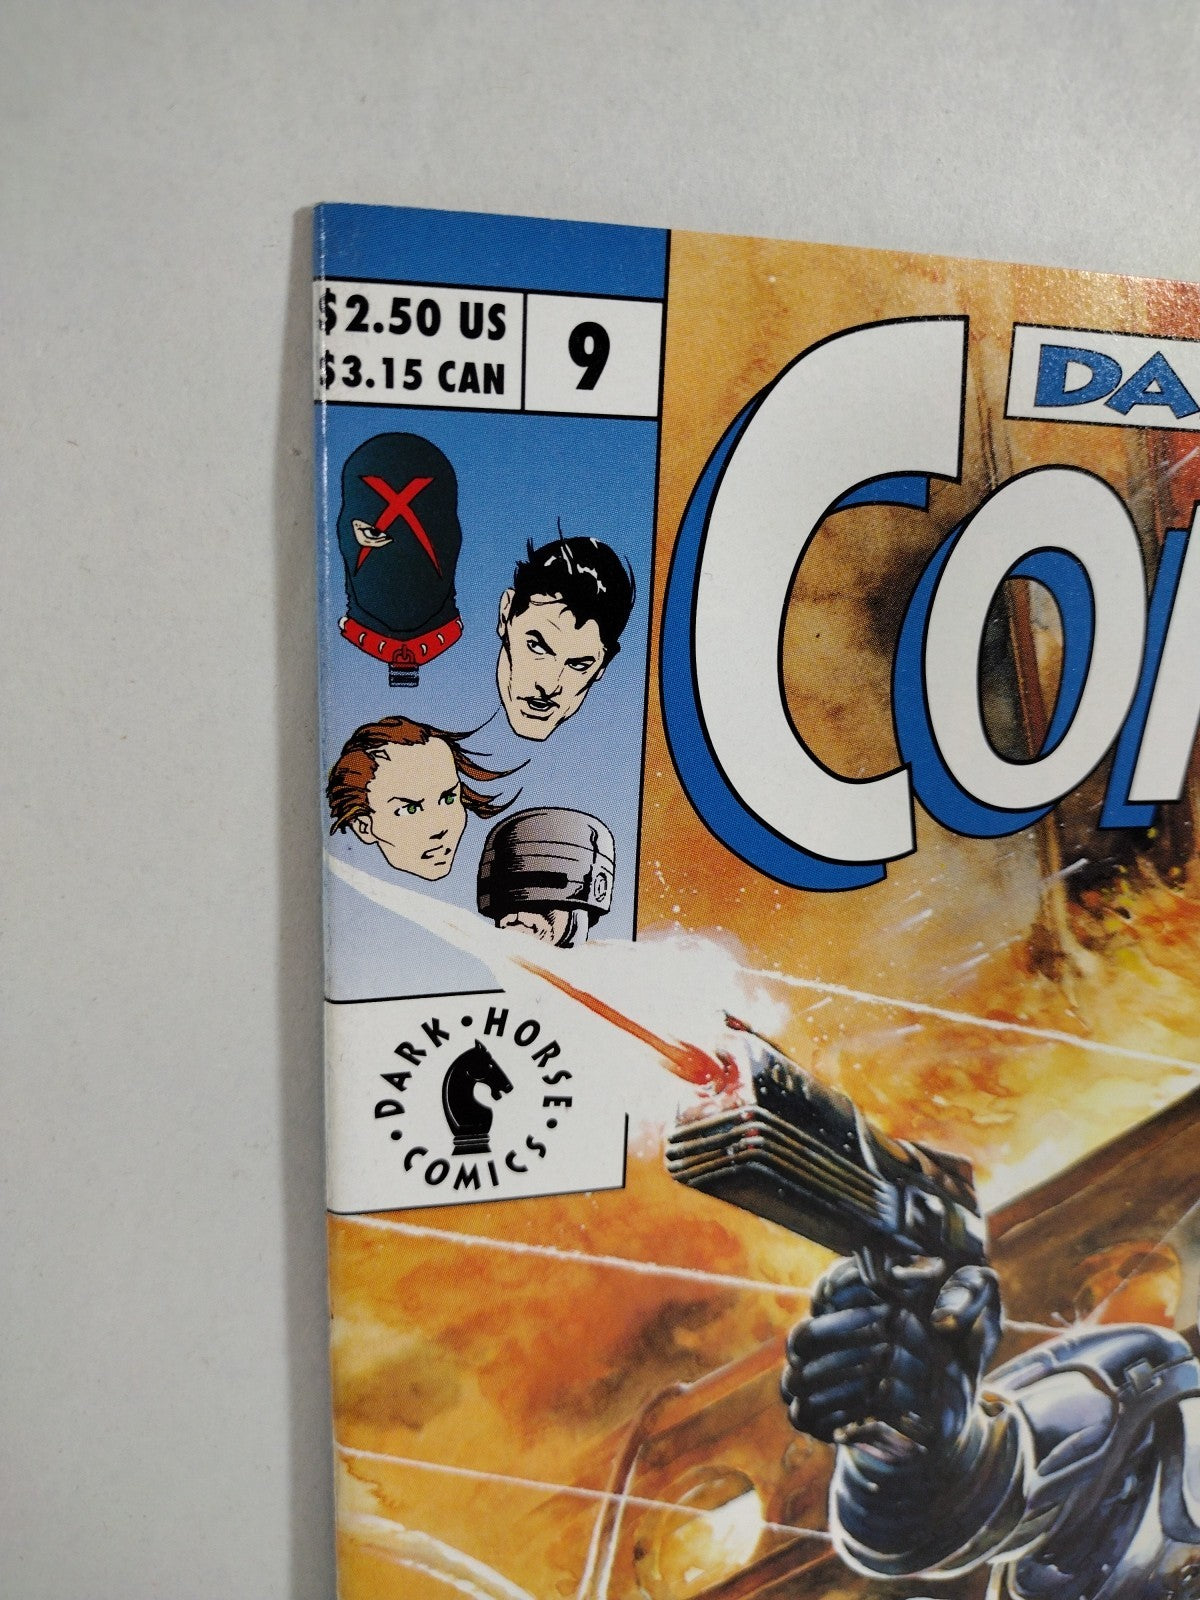 $2.50 US
$3.15 CAN
9
DA
Co
X
DARK • HORSE • COMICS •